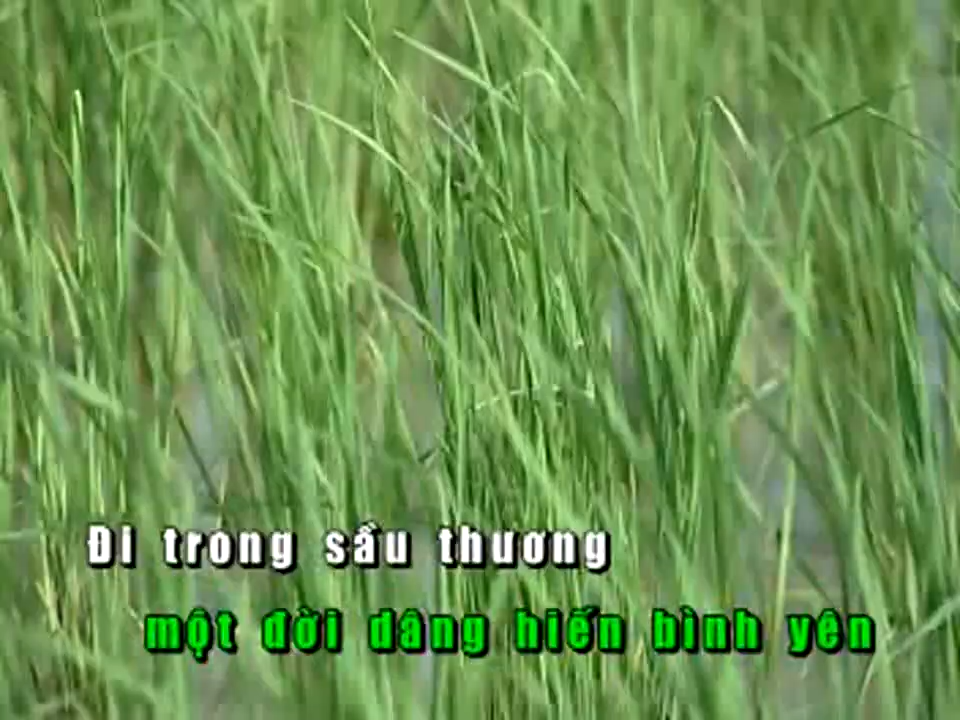 Đi trong sầu thương
một đời dâng hiến bình yên